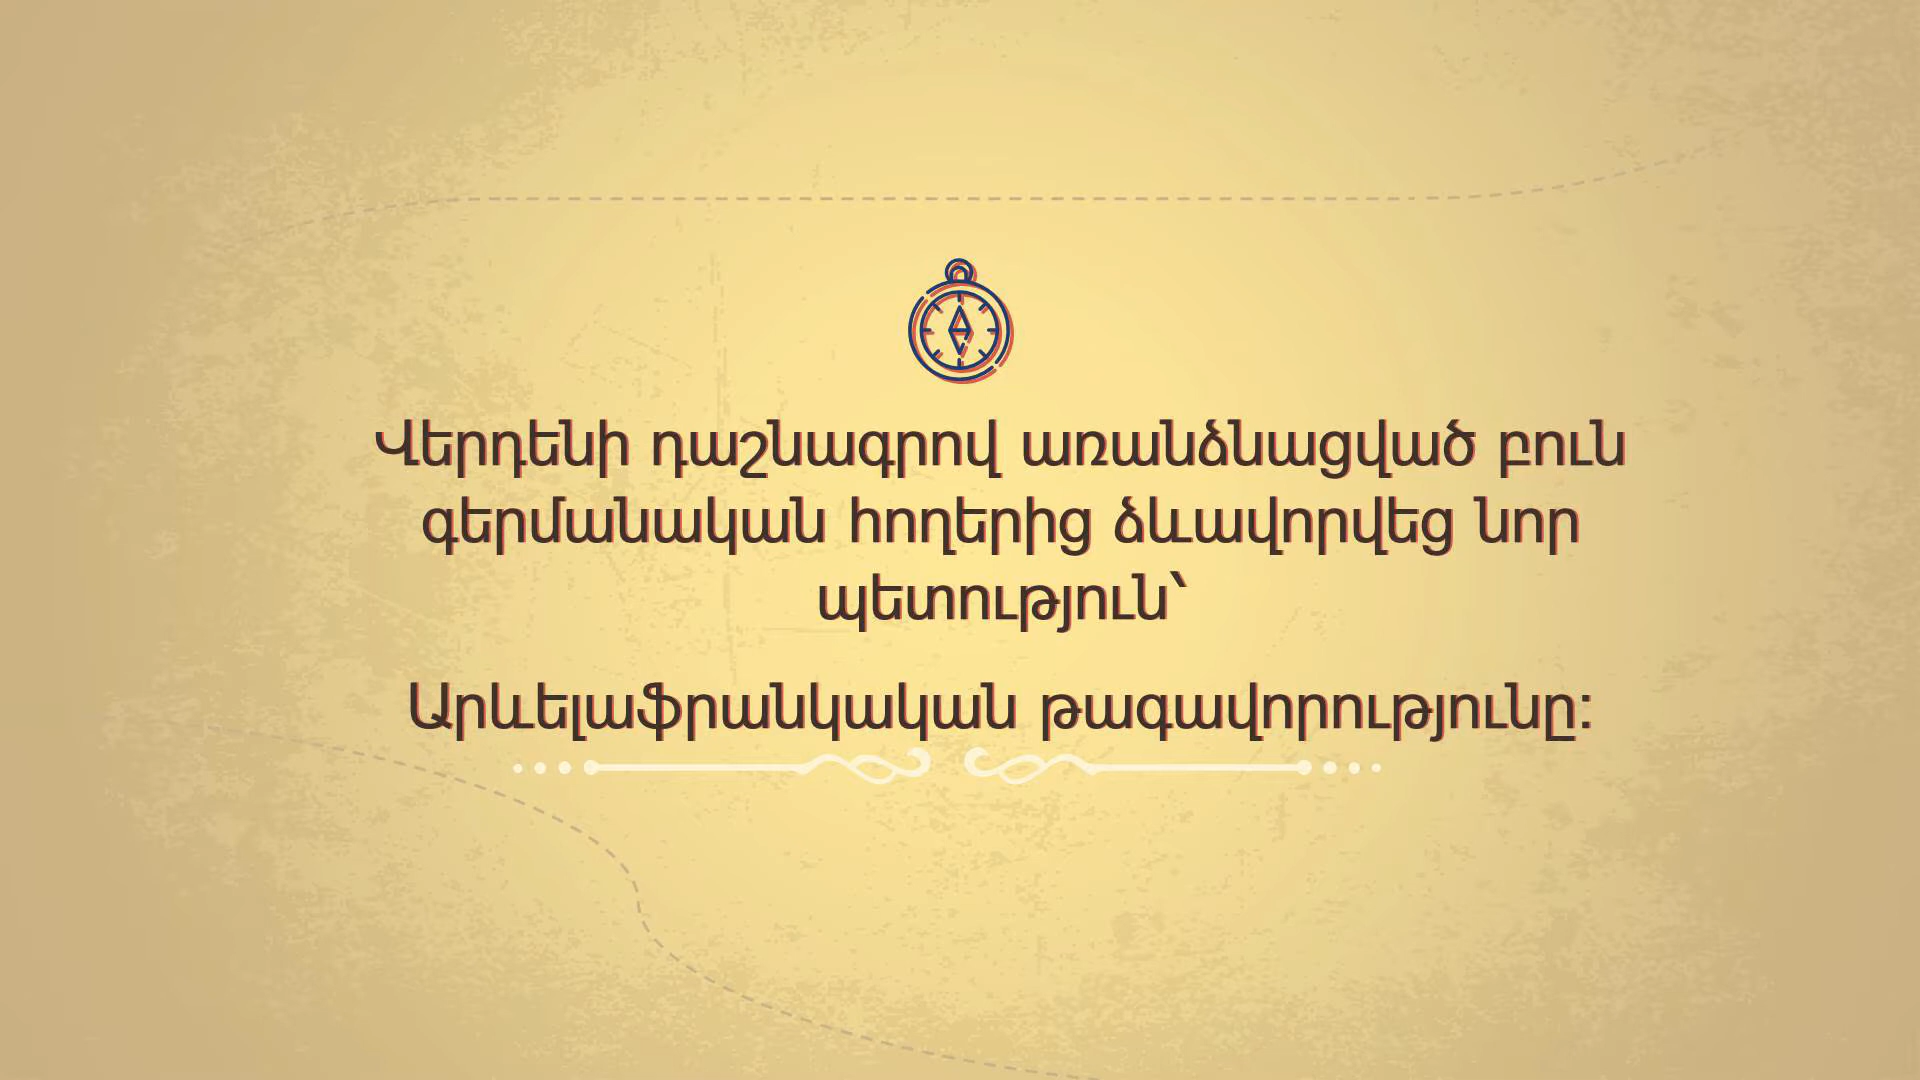 Վերդենի դաշնագրով առանձնացված բուն
գերմանական հողերից ձևավորվեց նոր
պետություն՝
Արևելաֆրանկական թագավորությունը: